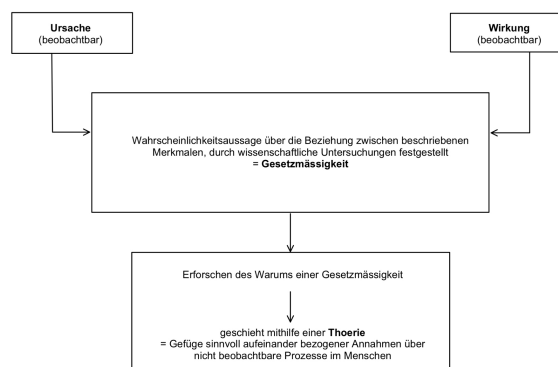 Ursache
(beobachtbar)
Wirkung
(beobachtbar)
Wahrscheinlichkeitsaussage über die Beziehung zwischen beschriebenen
Merkmalen, durch wissenschaftliche Untersuchungen festgestellt
= Gesetzmässigkeit
Erforschen des Warums einer Gesetzmässigkeit
geschieht mithilfe einer Thoerie
= Gefüge sinnvoll aufeinander bezogener Annahmen über
nicht beobachtbare Prozesse im Menschen